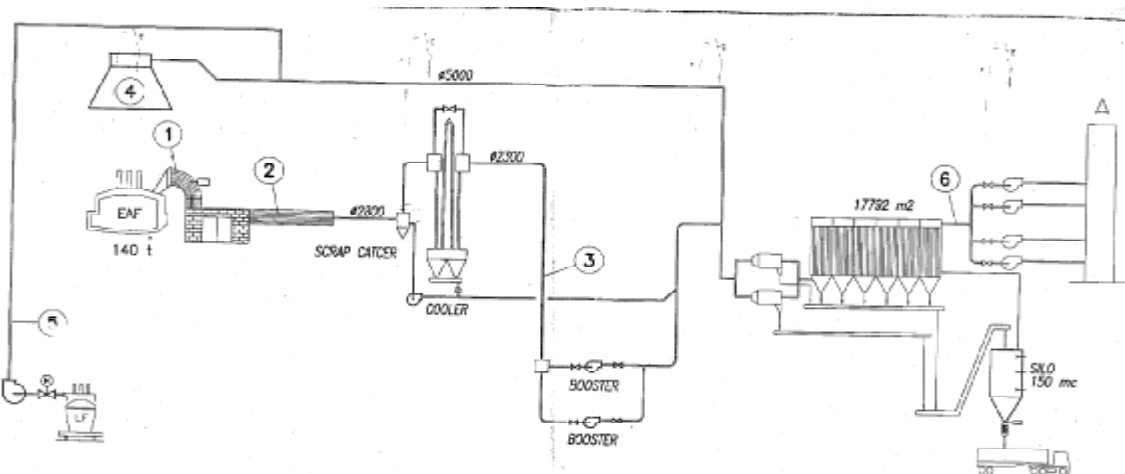 4
ø5000
1
2
EAF
140 t
ø2800
SCRAP CATCER
ø2300
3
COOLER
BOOSTER
BOOSTER
17792 m2
6
5
LF
SILO
150 mc